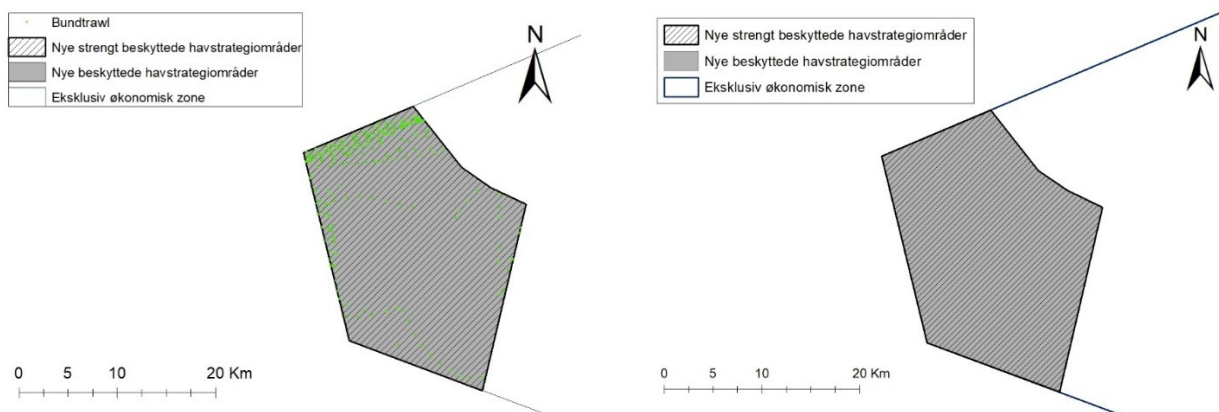 Bundtrawl
Nye strengt beskyttede havstrategiområder
Nye beskyttede havstrategiområder
Eksklusiv økonomisk zone
N
0 5 10 20 Km
Nye strengt beskyttede havstrategiområder
Nye beskyttede havstrategiområder
Eksklusiv økonomisk zone
N
0 5 10 20 Km